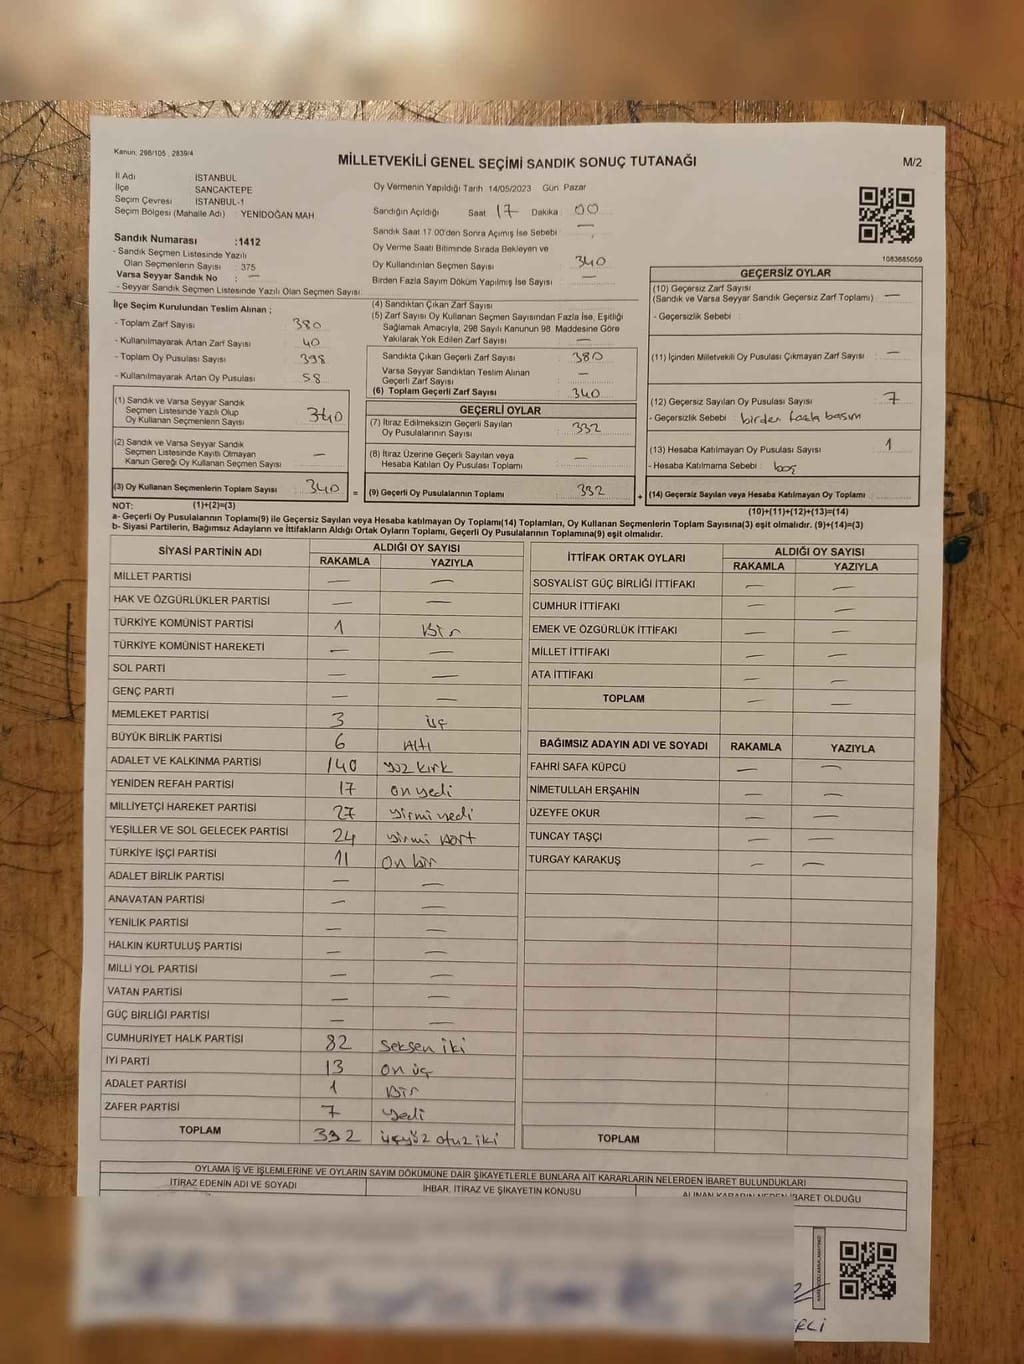 Kanun: 298/105 , 2839/4
MİLLETVEKİLİ GENEL SEÇİMİ SANDIK SONUÇ TUTANAĞI
M/2
İl Adı İSTANBUL
İlçe SANCAKTEPE
Seçim Çevresi İSTANBUL-1
Seçim Bölgesi (Mahalle Adı) : YENİDOĞAN MAH
Sandık Numarası :1412
- Sandık Seçmen Listesinde Yazılı
Olan Seçmenlerin Sayısı : 375
Varsa Seyyar Sandık No : —
- Seyyar Sandık Seçmen Listesinde Yazılı Olan Seçmen Sayısı:
Oy Vermenin Yapıldığı Tarih :14/05/2023 Gün Pazar
Sandığın Açıldığı Saat 17 Dakika : 00
Sandık Saat 17.00'den Sonra Açımış İse Sebebi : —
Oy Verme Saati Bitiminde Sırada Bekleyen ve
Oy Kullandırılan Seçmen Sayısı : 340
Birden Fazla Sayım Döküm Yapılmış İse Sayısı : —
1083685059
İlçe Seçim Kurulundan Teslim Alınan ;
- Toplam Zarf Sayısı : 380
- Kullanılmayarak Artan Zarf Sayısı : 40
- Toplam Oy Pusulası Sayısı : 398
- Kullanılmayarak Artan Oy Pusulası : 58
(1) Sandık ve Varsa Seyyar Sandık
Seçmen Listesinde Yazılı Olup
Oy Kullanan Seçmenlerin Sayısı : 340
(2) Sandık ve Varsa Seyyar Sandık
Seçmen Listesinde Kayıtlı Olmayan
Kanun Gereği Oy Kullanan Seçmen Sayısı : —
(3) Oy Kullanan Seçmenlerin Toplam Sayısı : 340
(4) Sandıktan Çıkan Zarf Sayısı
(5) Zarf Sayısı Oy Kullanan Seçmen Sayısından Fazla İse, Eşitliği
Sağlamak Amacıyla, 298 Sayılı Kanunun 98. Maddesine Göre
Yakılarak Yok Edilen Zarf Sayısı : —
Sandıkta Çıkan Geçerli Zarf Sayısı : 380
Varsa Seyyar Sandıktan Teslim Alınan
Geçerli Zarf Sayısı : —
(6) Toplam Geçerli Zarf Sayısı : 340
GEÇERLİ OYLAR
(7) İtiraz Edilmeksizin Geçerli Sayılan
Oy Pusulalarının Sayısı : 332
(8) İtiraz Üzerine Geçerli Sayılan veya
Hesaba Katılan Oy Pusulası Toplamı : —
= (9) Geçerli Oy Pusulalarının Toplamı : 332 +
GEÇERSİZ OYLAR
(10) Geçersiz Zarf Sayısı
(Sandık ve Varsa Seyyar Sandık Geçersiz Zarf Toplamı) : —
- Geçersizlik Sebebi :
(11) İçinden Milletvekili Oy Pusulası Çıkmayan Zarf Sayısı : —
(12) Geçersiz Sayılan Oy Pusulası Sayısı : 7
- Geçersizlik Sebebi : birden fazla basım
(13) Hesaba Katılmayan Oy Pusulası Sayısı : 1
- Hesaba Katılmama Sebebi : boş
(14) Geçersiz Sayılan veya Hesaba Katılmayan Oy Toplamı :
NOT: (1)+(2)=(3)
(10)+(11)+(12)+(13)=(14)
a- Geçerli Oy Pusulalarının Toplamı(9) ile Geçersiz Sayılan veya Hesaba katılmayan Oy Toplamı(14) Toplamları, Oy Kullanan Seçmenlerin Toplam Sayısına(3) eşit olmalıdır. (9)+(14)=(3)
b- Siyasi Partilerin, Bağımsız Adayların ve İttifakların Aldığı Ortak Oyların Toplamı, Geçerli Oy Pusulalarının Toplamına(9) eşit olmalıdır.
SİYASİ PARTİNİN ADI ALDIĞI OY SAYISI
RAKAMLA YAZIYLA
MİLLET PARTİSİ — —
HAK VE ÖZGÜRLÜKLER PARTİSİ — —
TÜRKİYE KOMÜNİST PARTİSİ 1 Bir
TÜRKİYE KOMÜNİST HAREKETİ — —
SOL PARTİ — —
GENÇ PARTİ — —
MEMLEKET PARTİSİ 3 üç
BÜYÜK BİRLİK PARTİSİ 6 Altı
ADALET VE KALKINMA PARTİSİ 140 yüz kırk
YENİDEN REFAH PARTİSİ 17 on yedi
MİLLİYETÇİ HAREKET PARTİSİ 27 yirmi yedi
YEŞİLLER VE SOL GELECEK PARTİSİ 24 yirmi dört
TÜRKİYE İŞÇİ PARTİSİ 11 On bir
ADALET BİRLİK PARTİSİ — —
ANAVATAN PARTİSİ — —
YENİLİK PARTİSİ — —
HALKIN KURTULUŞ PARTİSİ — —
MİLLİ YOL PARTİSİ — —
VATAN PARTİSİ — —
GÜÇ BİRLİĞİ PARTİSİ — —
CUMHURİYET HALK PARTİSİ 82 Seksen iki
İYİ PARTİ 13 On üç
ADALET PARTİSİ 1 Bir
ZAFER PARTİSİ 7 yedi
TOPLAM 332 üçyüz otuz iki
İTTİFAK ORTAK OYLARI ALDIĞI OY SAYISI
RAKAMLA YAZIYLA
SOSYALİST GÜÇ BİRLİĞİ İTTİFAKI — —
CUMHUR İTTİFAKI — —
EMEK VE ÖZGÜRLÜK İTTİFAKI — —
MİLLET İTTİFAKI — —
ATA İTTİFAKI — —
TOPLAM — —
BAĞIMSIZ ADAYIN ADI VE SOYADI RAKAMLA YAZIYLA
FAHRİ SAFA KÜPCÜ — —
NİMETULLAH ERŞAHİN — —
ÜZEYFE OKUR — —
TUNCAY TAŞÇI — —
TURGAY KARAKUŞ — —
TOPLAM
OYLAMA İŞ VE İŞLEMLERİNE VE OYLARIN SAYIM DÖKÜMÜNE DAİR ŞİKAYETLERLE BUNLARA AİT KARARLARIN NELERDEN İBARET BULUNDUKLARI
İTİRAZ EDENİN ADI VE SOYADI
İHBAR, İTİRAZ VE ŞİKAYETİN KONUSU
ALINAN KARARIN NEDEN İBARET OLDUĞU